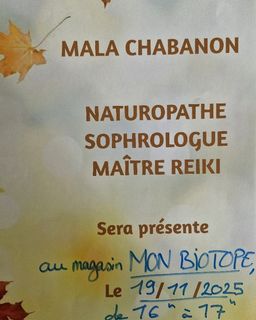 MALA CHABANON
NATUROPATHE
SOPHROLOGUE
MAÎTRE REIKI
Sera présente
au magasin MON BIOTOPE,
Le 19/11/2025
de 16ʰ à 17ʰ